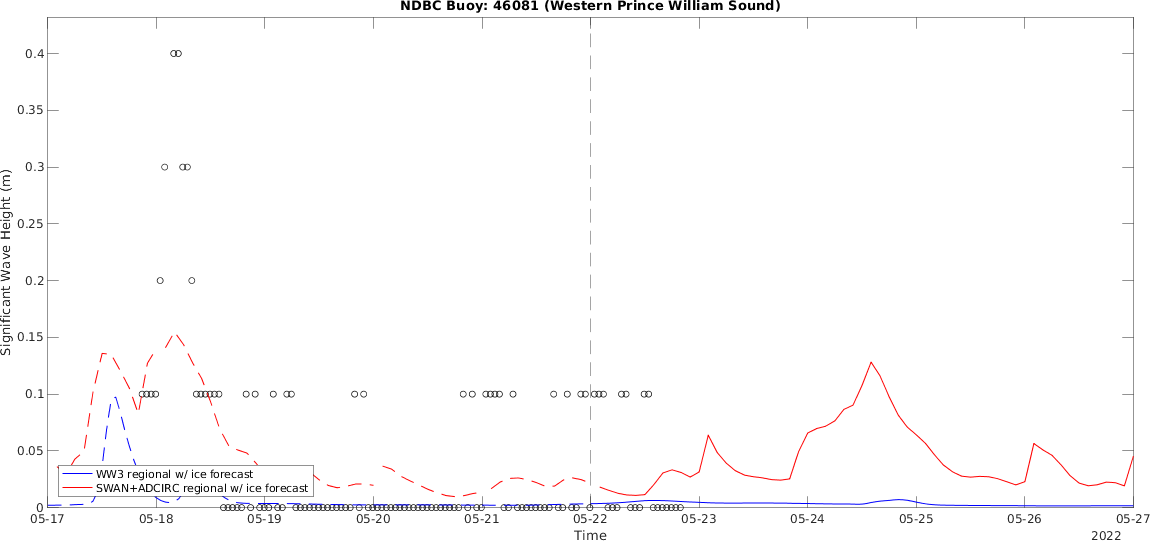 NDBC Buoy: 46081 (Western Prince William Sound)
Significant Wave Height (m)
0.4
0.35
0.3
0.25
0.2
0.15
0.1
0.05
0
WW3 regional w/ ice forecast
SWAN+ADCIRC regional w/ ice forecast
05-17 05-18 05-19 05-20 05-21 05-22 05-23 05-24 05-25 05-26 05-27
Time
2022